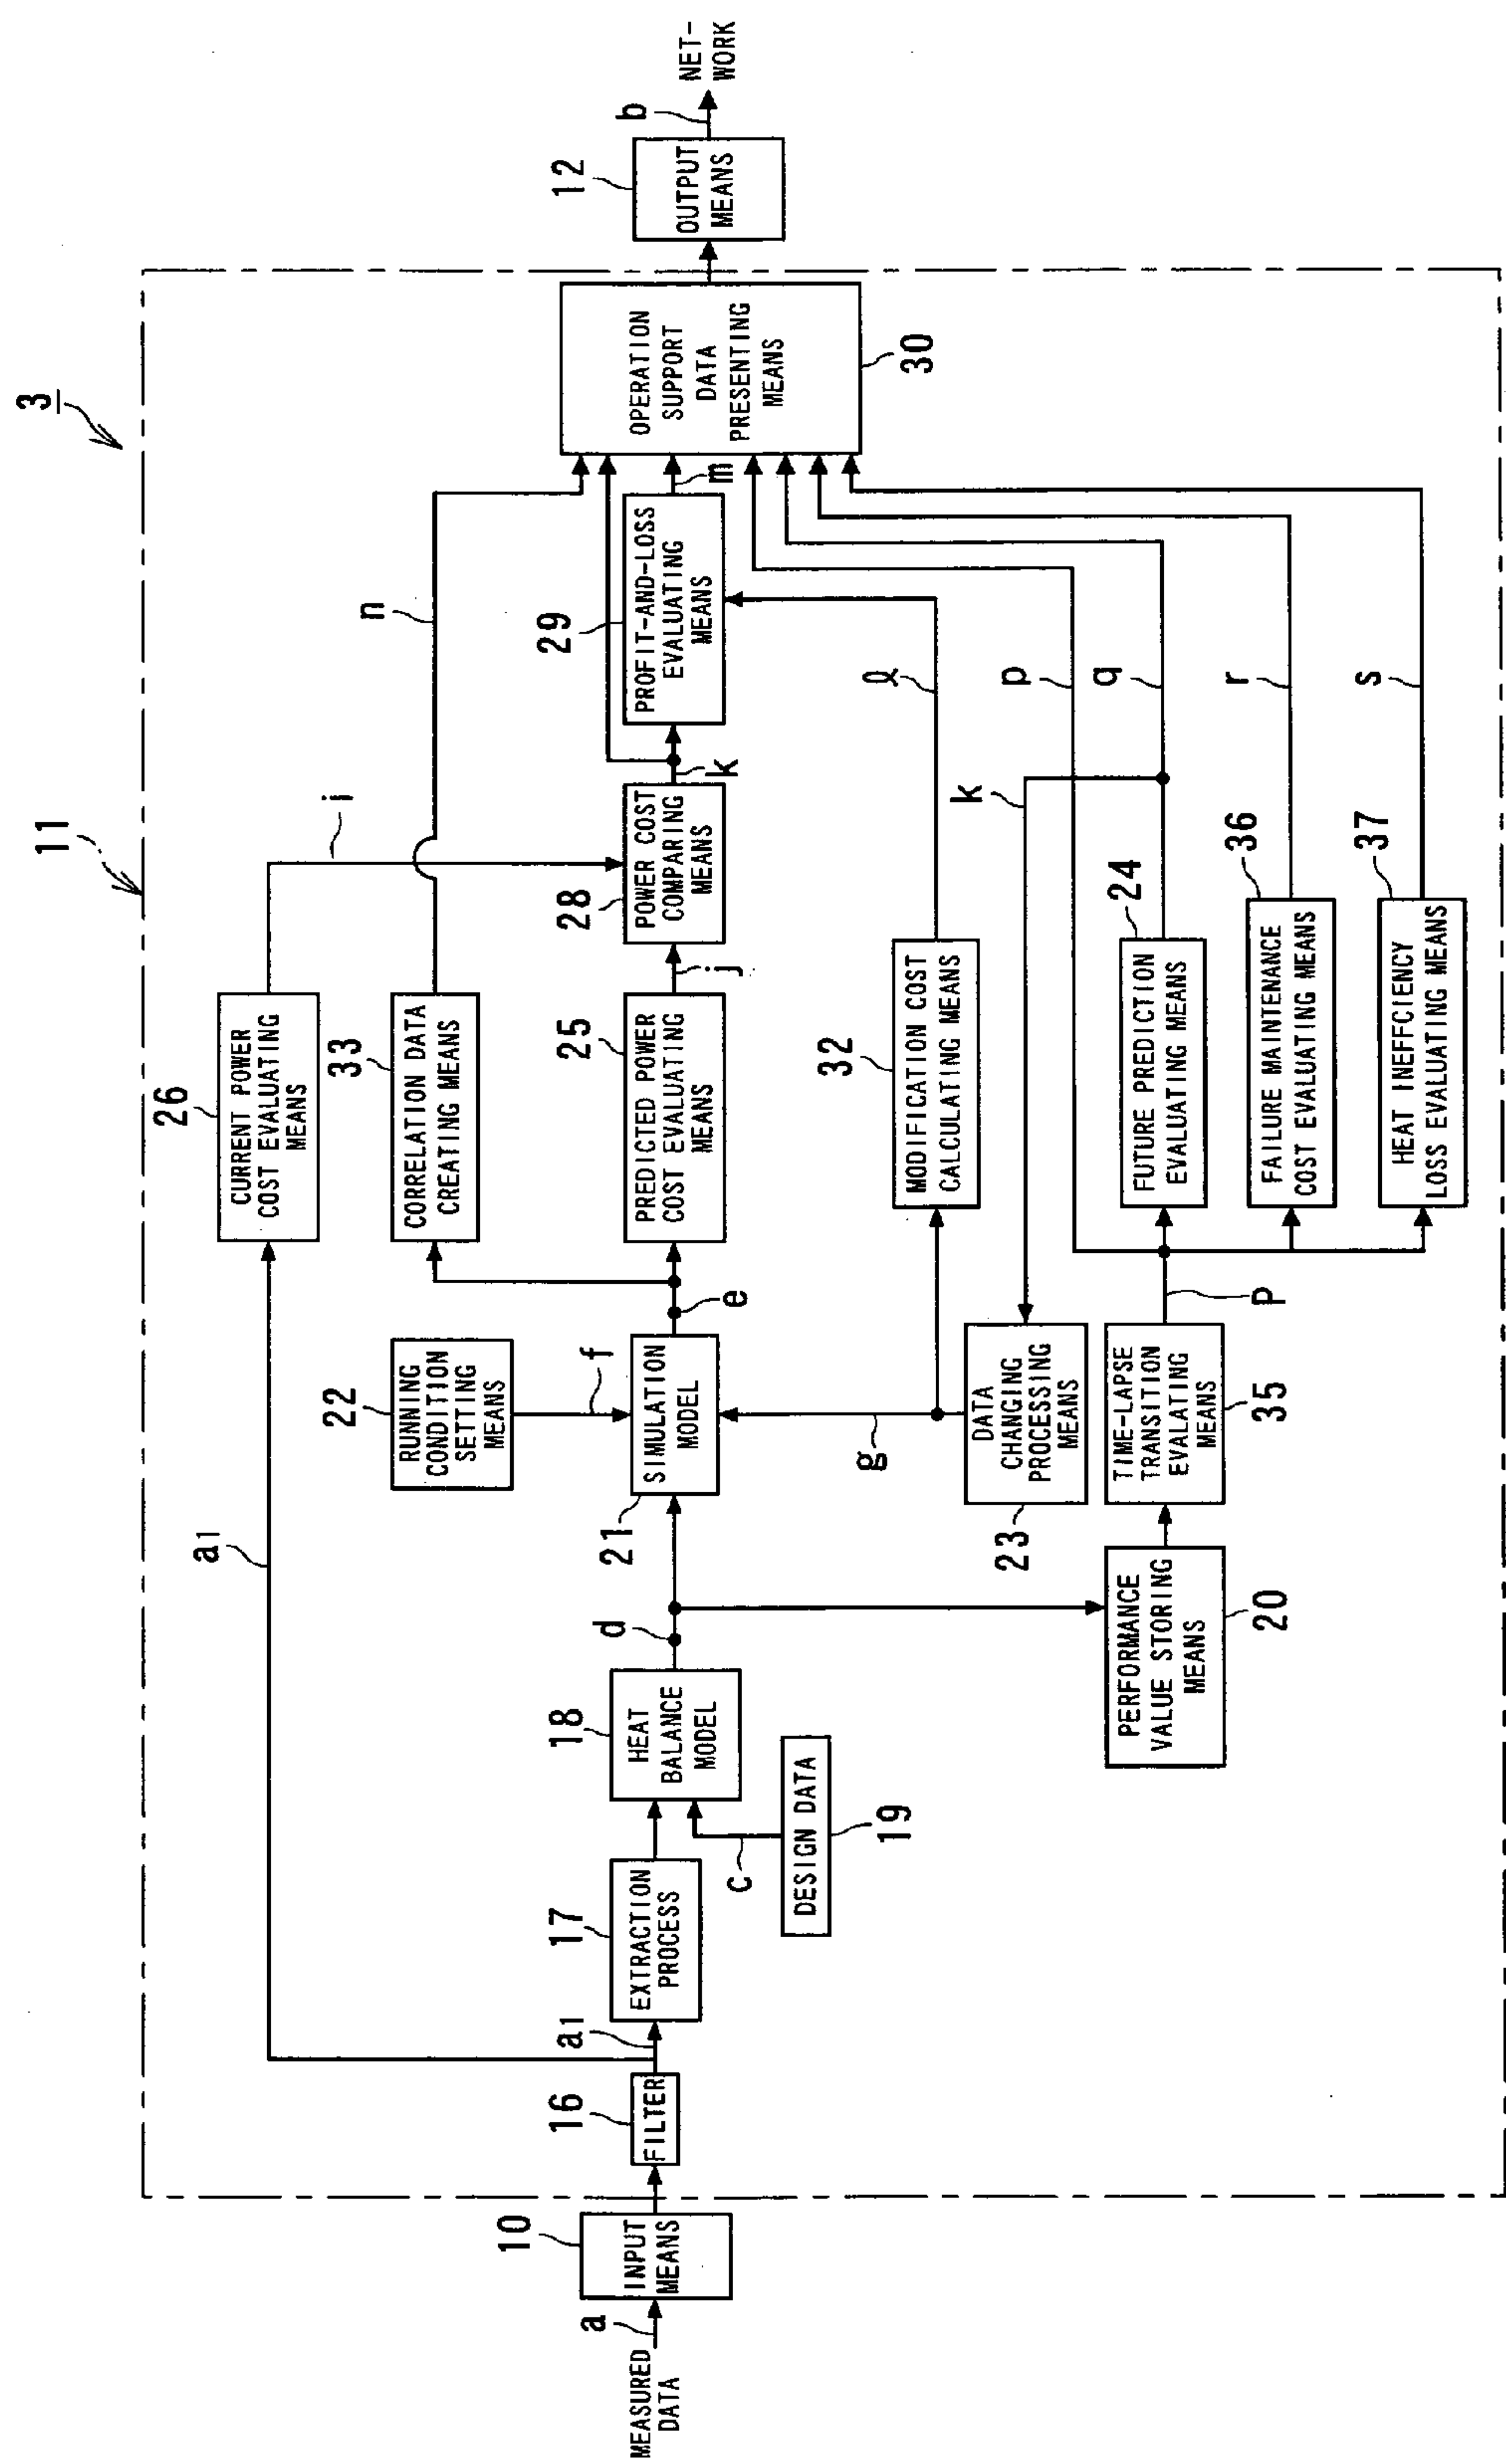 3
11
MEASURED
DATA
a
10
INPUT
MEANS
16
FILTER
a1
a1
17
EXTRACTION
PROCESS
18
HEAT
BALANCE
MODEL
c
DESIGN DATA
19
d
21
SIMULATION
MODEL
22
RUNNING
CONDITION
SETTING
MEANS
f
g
DATA
CHANGING
PROCESSING
MEANS
23
PERFORMANCE
VALUE STORING
MEANS
20
TIME-LAPSE
TRANSITION
EVALATING
MEANS
35
P
e
26
CURRENT POWER
COST EVALUATING
MEANS
33
CORRELATION DATA
CREATING MEANS
25
PREDICTED POWER
COST EVALUATING
MEANS
32
MODIFICATION COST
CALCULATING MEANS
24
FUTURE PREDICTION
EVALUATING MEANS
36
FAILURE MAINTENANCE
COST EVALUATING MEANS
37
HEAT INEFFCIENCY
LOSS EVALUATING MEANS
i
j
28
POWER COST
COMPARING
MEANS
k
k
29
PROFIT-AND-LOSS
EVALUATING
MEANS
n
m
ℓ
p
q
r
s
OPERATION
SUPPORT
DATA
PRESENTING
MEANS
30
12
OUTPUT
MEANS
b
NET-
WORK